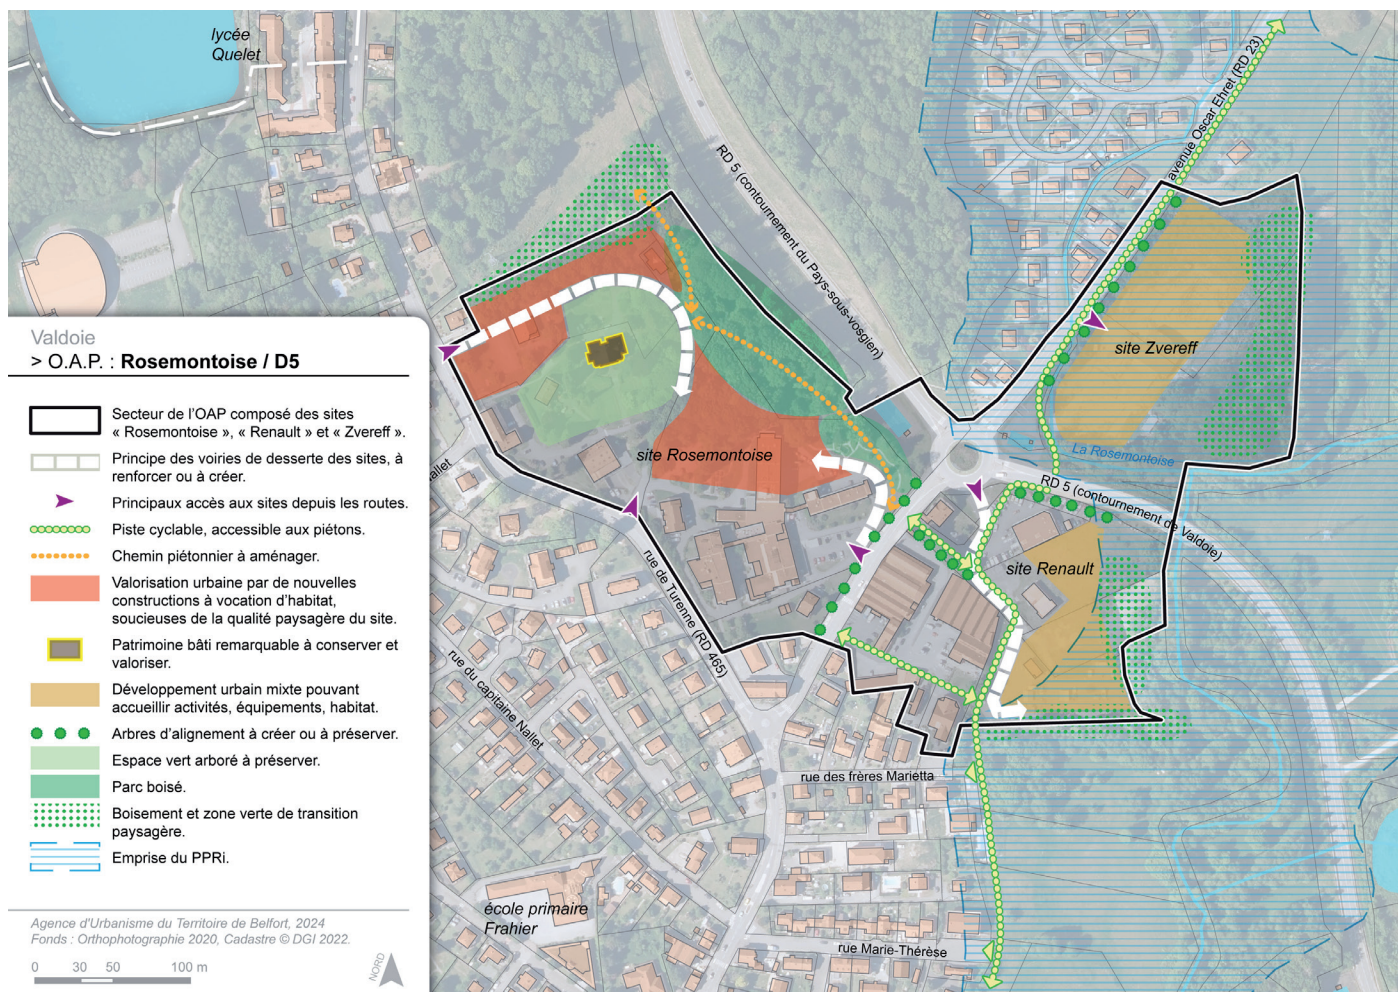 lycée
Quelet
RD 5 (contournement du Pays-sous-vosgien)
avenue Oscar Ehret (RD 23)
site Zvereff
La Rosemontoise
RD 5 (contournement de Valdoie)
site Rosemontoise
site Renault
Nallet
rue de Turenne (RD 465)
rue du capitaine Nallet
rue des frères Marietta
école primaire
Frahier
rue Marie-Thérèse
Valdoie
> O.A.P. : Rosemontoise / D5
Secteur de l'OAP composé des sites
« Rosemontoise », « Renault » et « Zvereff ».
Principe des voiries de desserte des sites, à
renforcer ou à créer.
Principaux accès aux sites depuis les routes.
Piste cyclable, accessible aux piétons.
Chemin piétonnier à aménager.
Valorisation urbaine par de nouvelles
constructions à vocation d'habitat,
soucieuses de la qualité paysagère du site.
Patrimoine bâti remarquable à conserver et
valoriser.
Développement urbain mixte pouvant
accueillir activités, équipements, habitat.
Arbres d'alignement à créer ou à préserver.
Espace vert arboré à préserver.
Parc boisé.
Boisement et zone verte de transition
paysagère.
Emprise du PPRi.
Agence d'Urbanisme du Territoire de Belfort, 2024
Fonds : Orthophotographie 2020, Cadastre © DGI 2022.
0 30 50 100 m
NORD